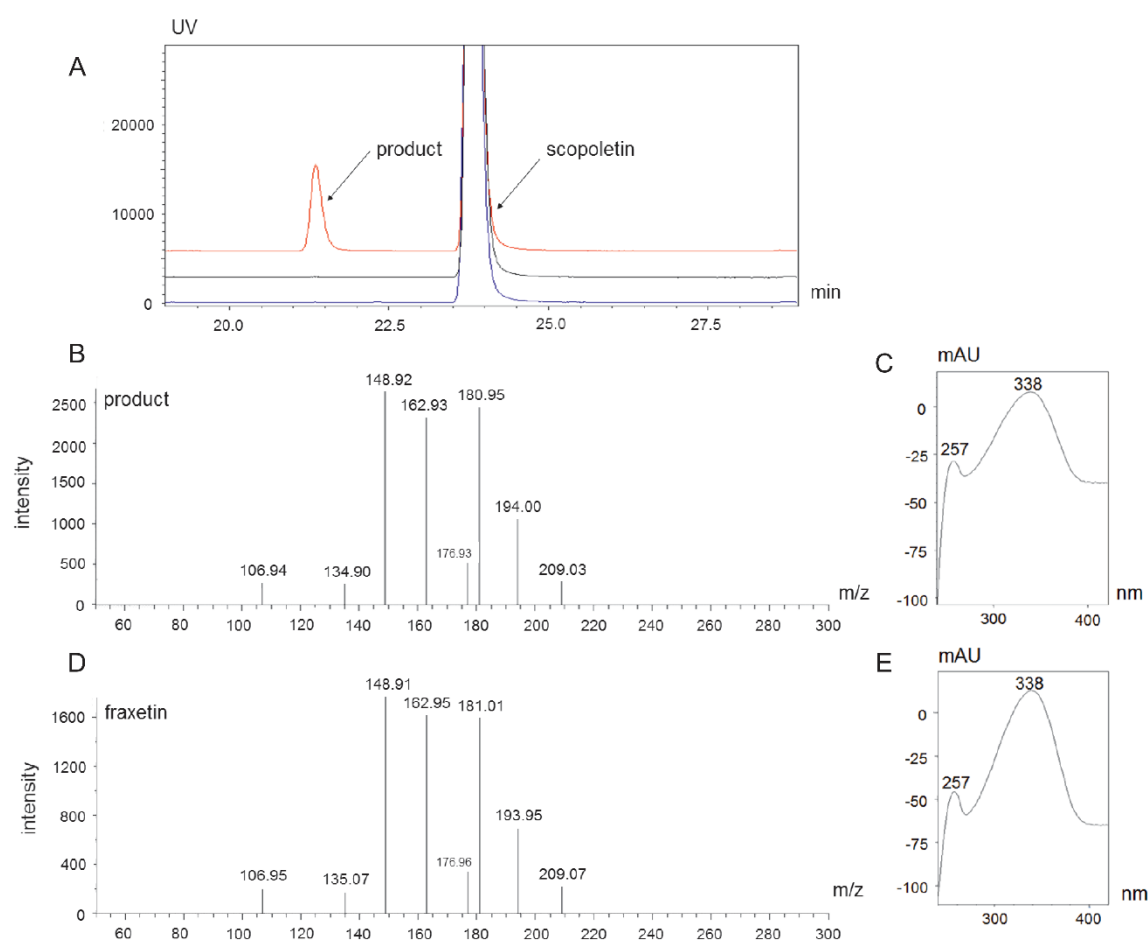 UV
A
20000
product
scopoletin
10000
0
min
20.0 22.5 25.0 27.5
B
product
intensity
2500
2000
1500
1000
500
0
148.92
162.93
180.95
194.00
176.93
106.94
134.90
209.03
m/z
60 80 100 120 140 160 180 200 220 240 260 280 300
C
mAU
338
257
0
-25
-50
-75
-100
nm
300 400
D
fraxetin
intensity
1600
1200
800
400
0
148.91
162.95
181.01
193.95
176.96
106.95
135.07
209.07
m/z
60 80 100 120 140 160 180 200 220 240 260 280 300
E
mAU
338
257
0
-25
-50
-75
-100
nm
300 400